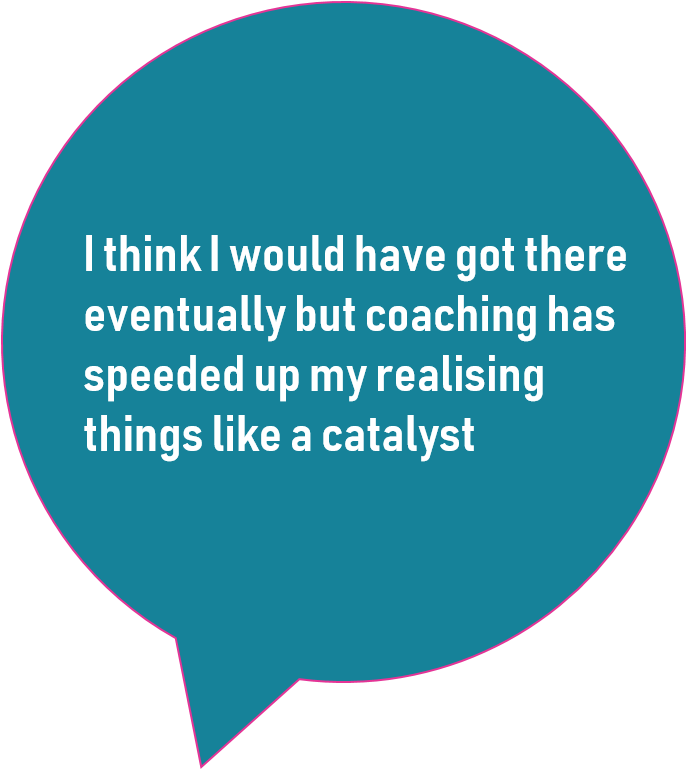 I think I would have got there
eventually but coaching has
speeded up my realising
things like a catalyst